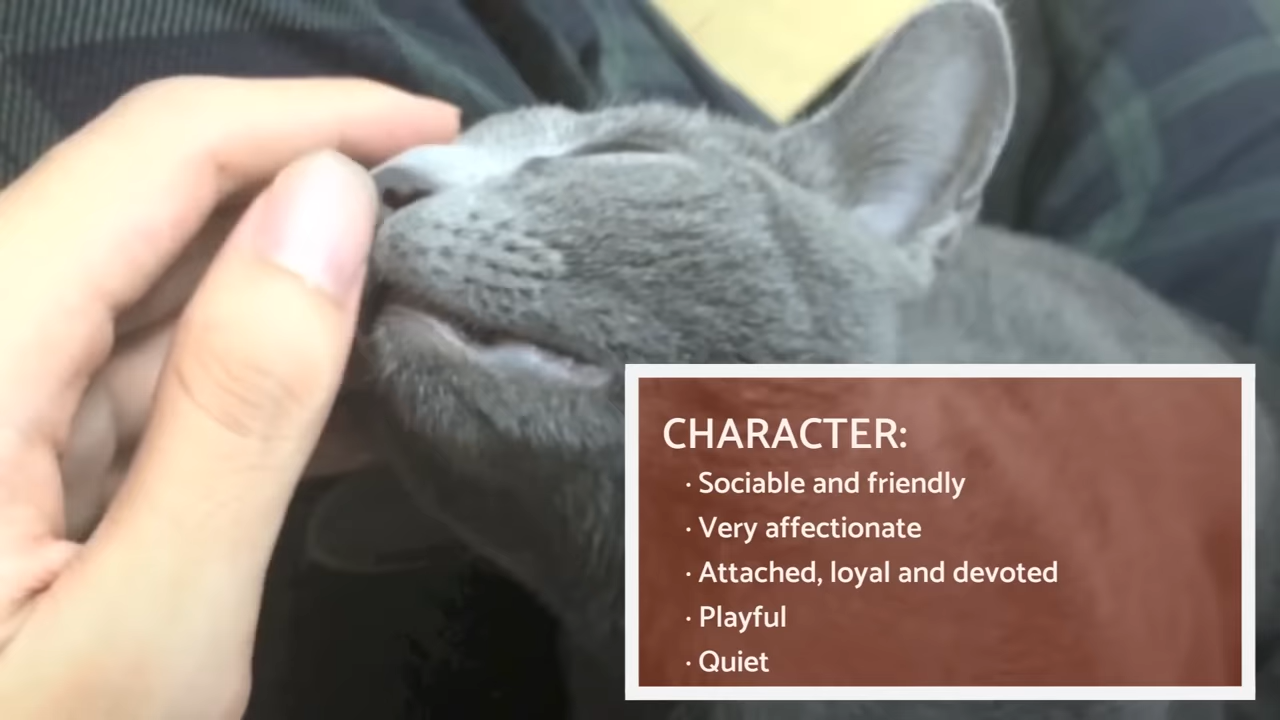 CHARACTER:
· Sociable and friendly
· Very affectionate
· Attached, loyal and devoted
· Playful
· Quiet